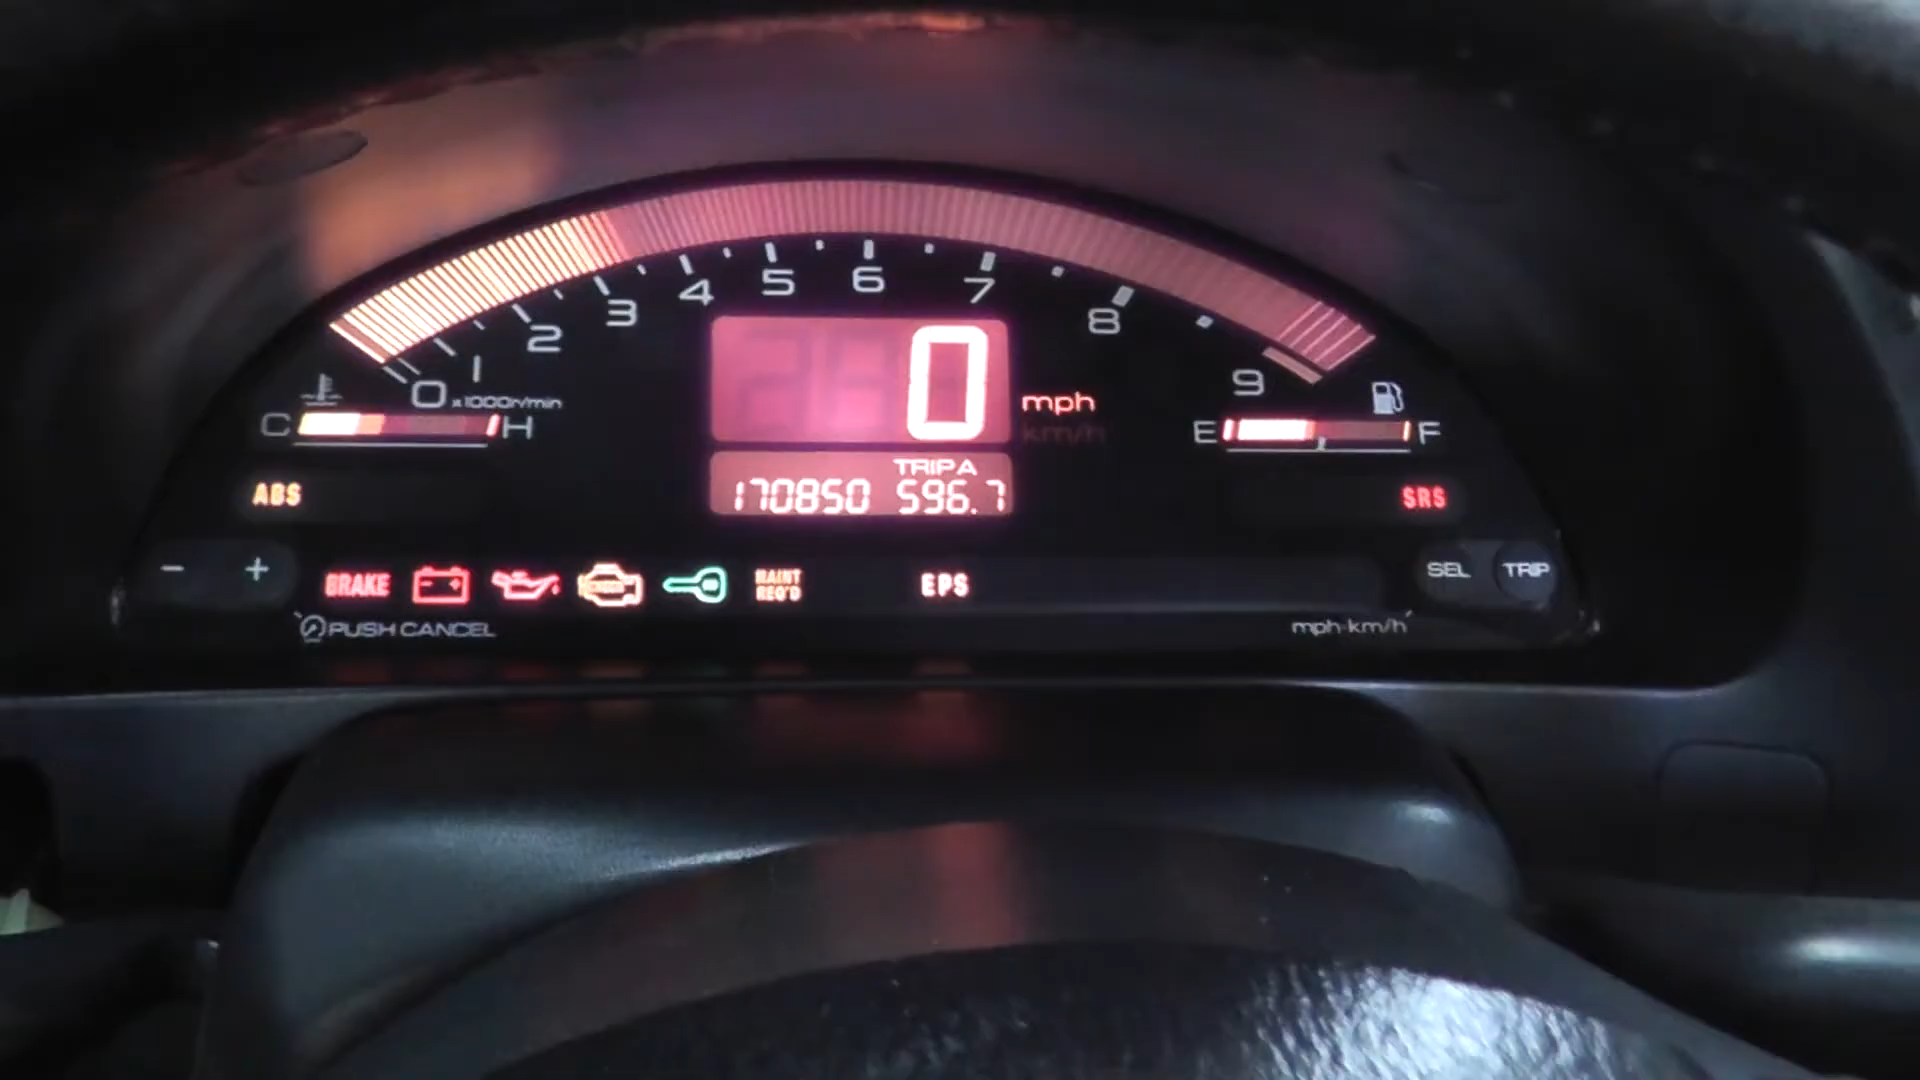 0 1 2 3 4 5 6 7 8 9
x1000r/min
C H
0 mph
km/h
E F
TRIP A
170850 596.7
ABS
SRS
- +
BRAKE
MAINT
REQ'D
EPS
SEL TRIP
PUSH CANCEL
mph·km/h